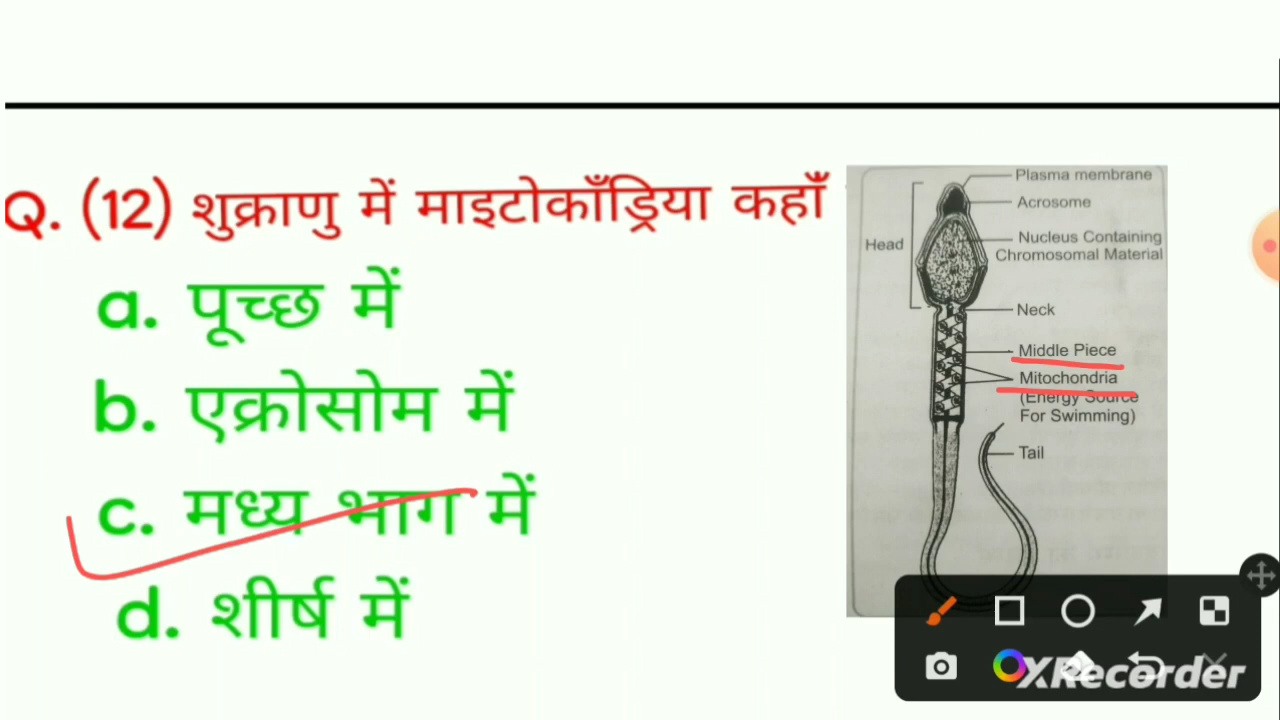 Q. (12) शुक्राणु में माइटोकाँड्रिया कहाँ
a. पूच्छ में
b. एक्रोसोम में
c. मध्य भाग में
d. शीर्ष में
Plasma membrane
Acrosome
Head
Nucleus Containing
Chromosomal Material
Neck
Middle Piece
Mitochondria
(Energy Source
For Swimming)
Tail
XRecorder